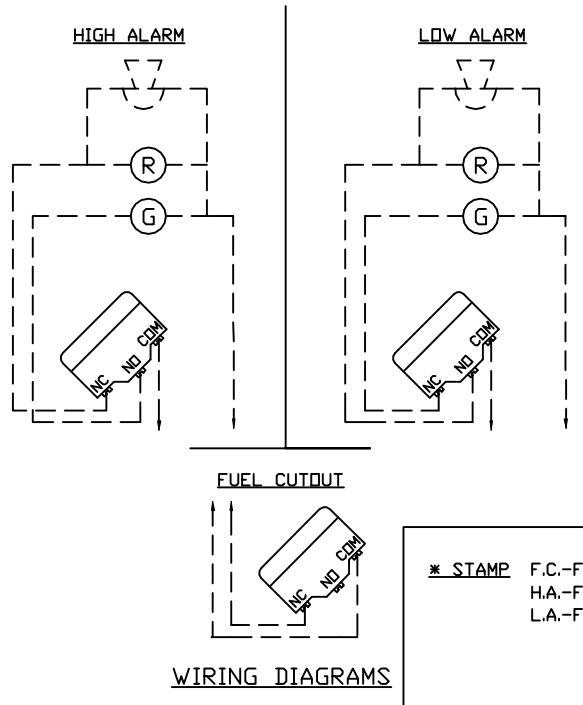 HIGH ALARM
R
G
NC NO COM
LOW ALARM
R
G
NC NO COM
FUEL CUTOUT
NC NO COM
WIRING DIAGRAMS
* STAMP F.C.-F
H.A.-F
L.A.-F